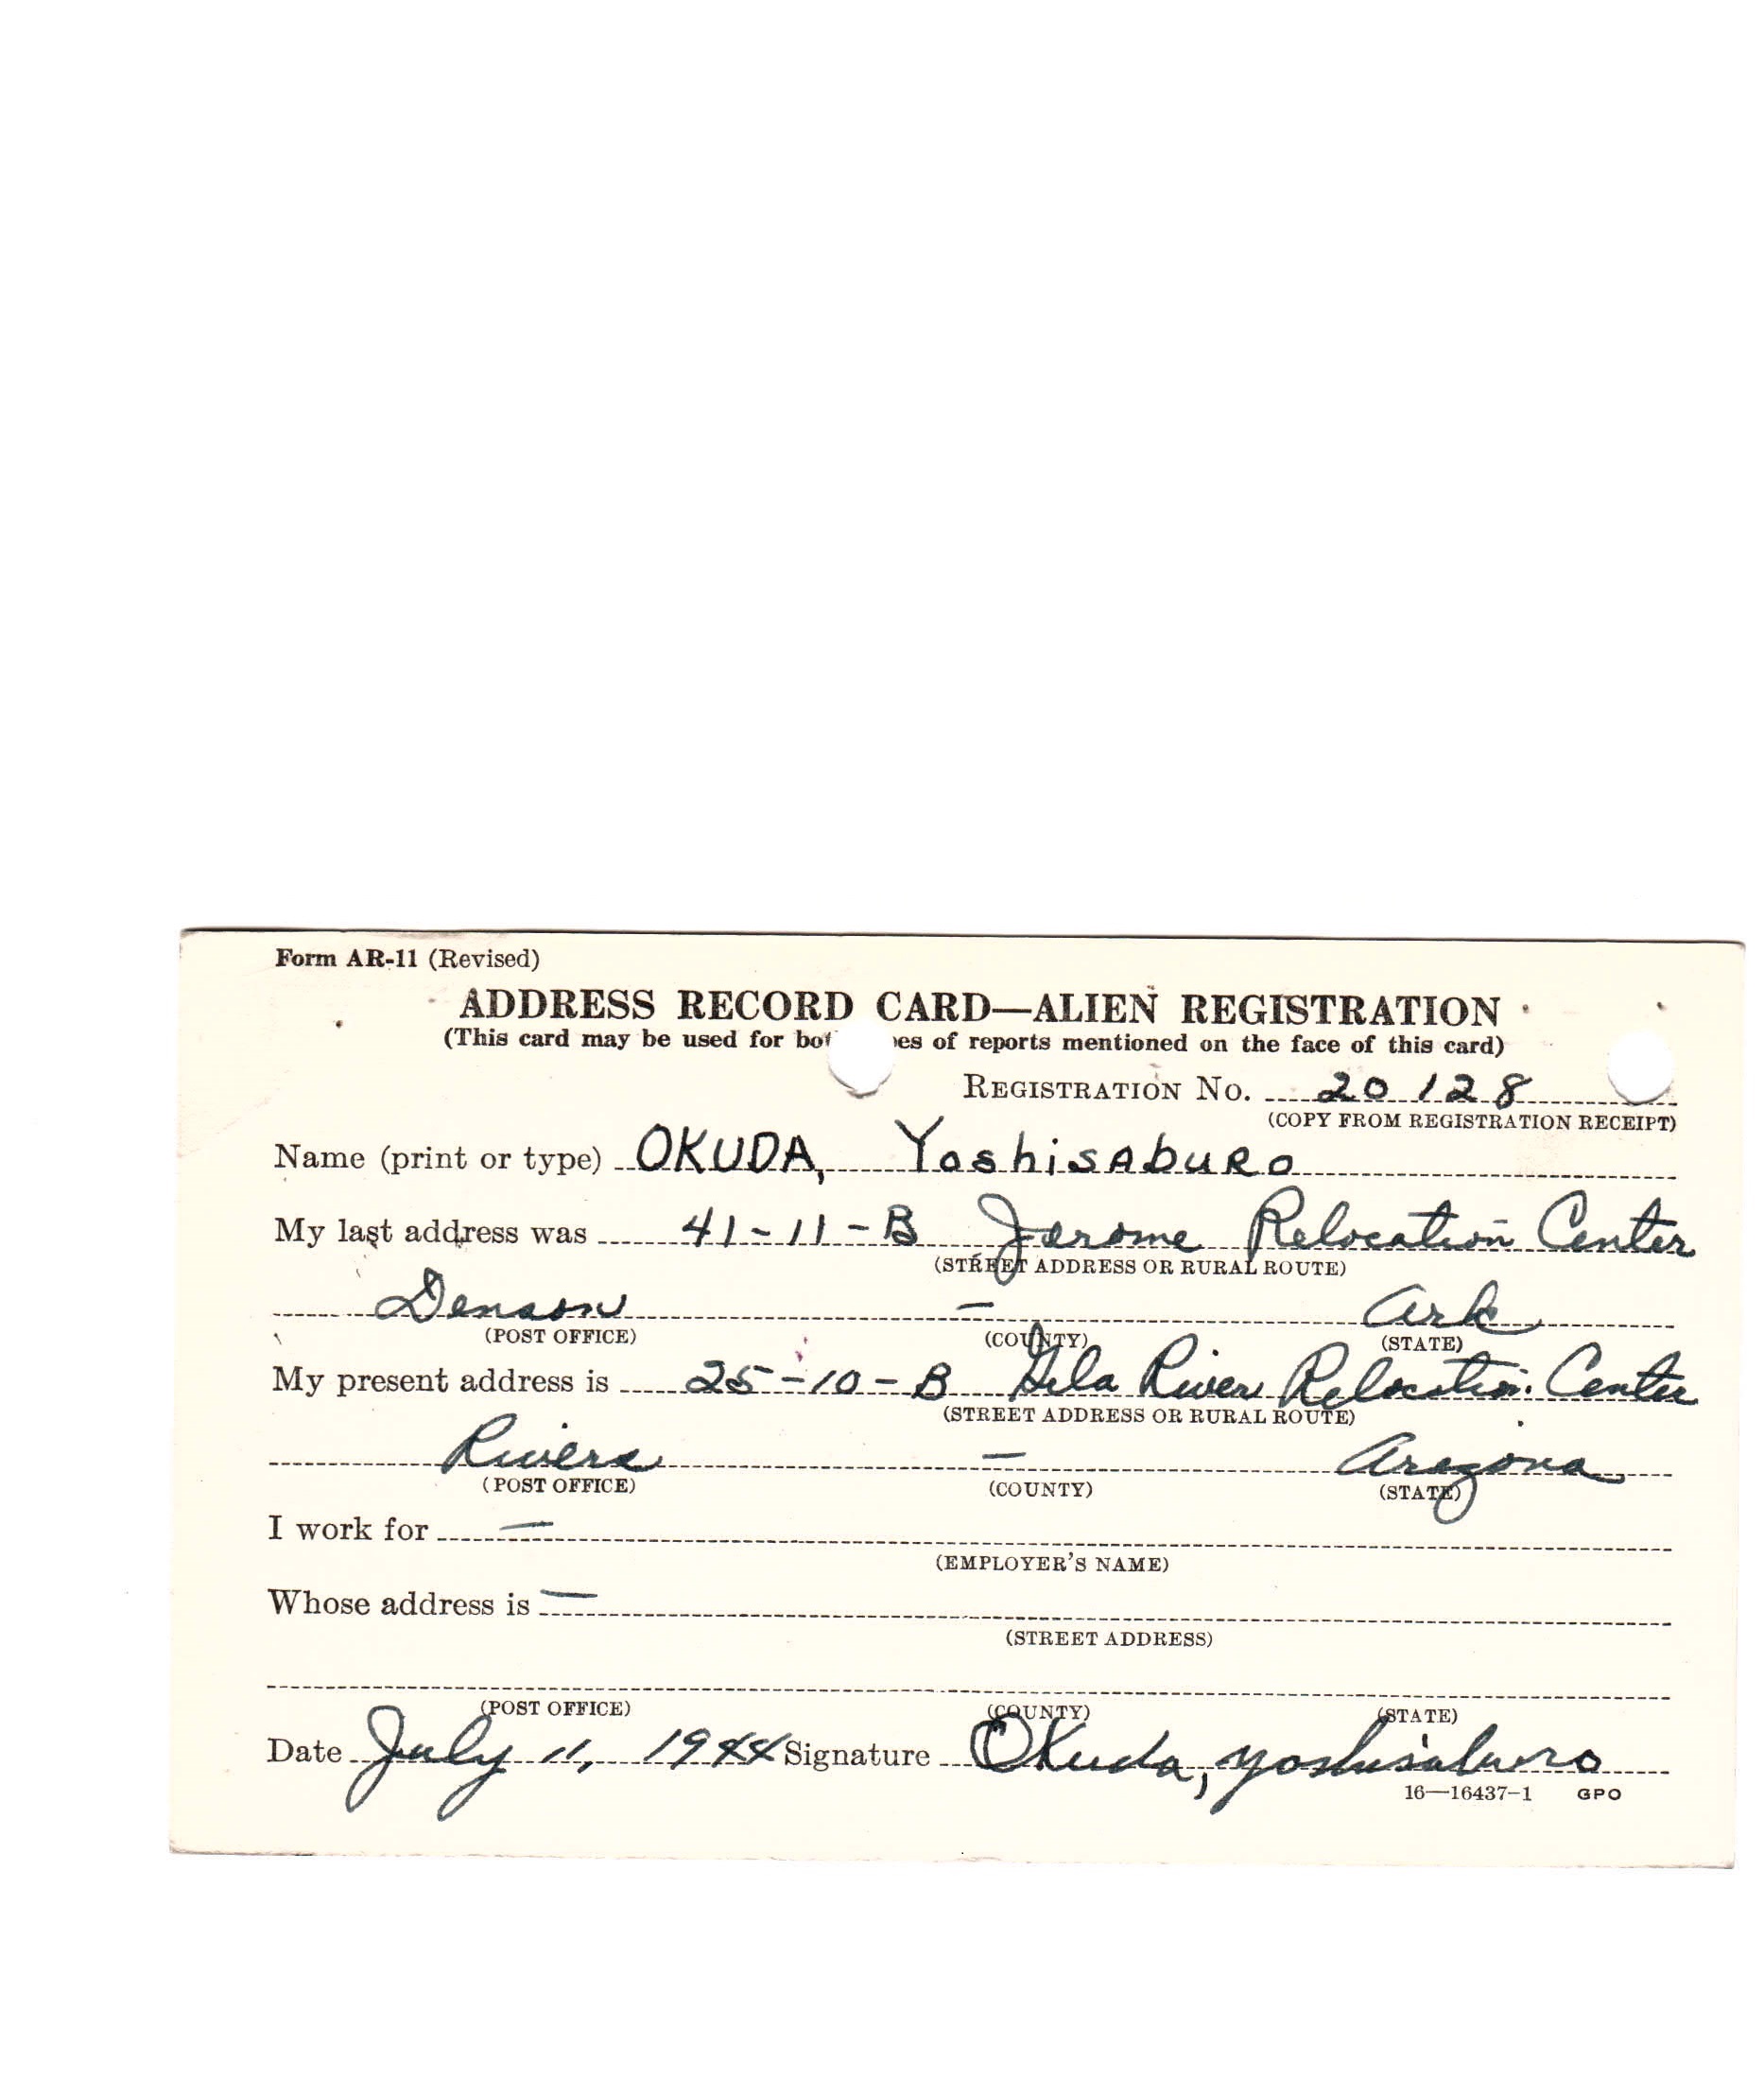 Form AR-11 (Revised)
ADDRESS RECORD CARD—ALIEN REGISTRATION
(This card may be used for bot es of reports mentioned on the face of this card)
REGISTRATION No. 20128
(COPY FROM REGISTRATION RECEIPT)
Name (print or type) OKUDA, Yoshisaburo
My last address was 41-11-B Jerome Relocation Center
(STREET ADDRESS OR RURAL ROUTE)
Denson — Ark
(POST OFFICE) (COUNTY) (STATE)
My present address is 25-10-B Gila River Relocation Center
(STREET ADDRESS OR RURAL ROUTE)
Rivers — Arizona
(POST OFFICE) (COUNTY) (STATE)
I work for —
(EMPLOYER'S NAME)
Whose address is —
(STREET ADDRESS)
(POST OFFICE) (COUNTY) (STATE)
Date July 11, 1944 Signature Okuda, Yoshisaburo
16—16437-1 GPO